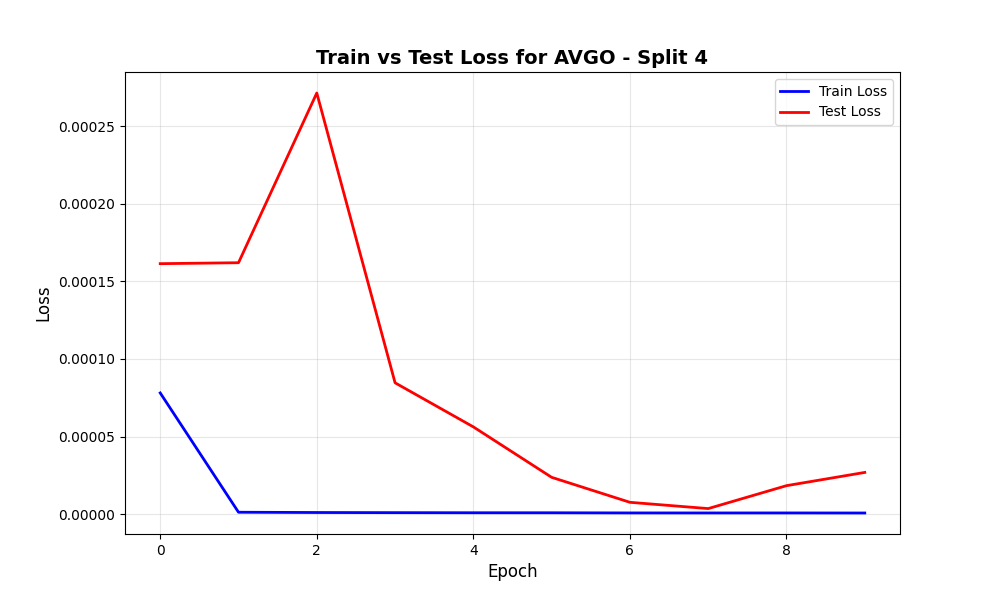 Train vs Test Loss for AVGO - Split 4
Train Loss
Test Loss
Loss
0.00025
0.00020
0.00015
0.00010
0.00005
0.00000
0 2 4 6 8
Epoch